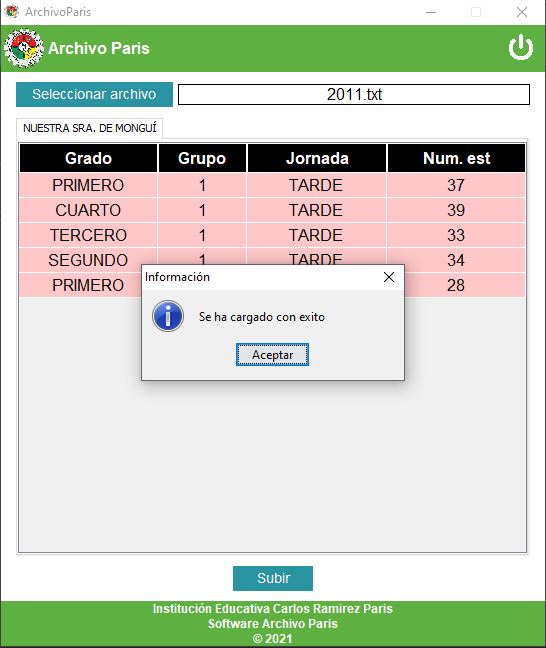 ArchivoParis
Archivo Paris
Seleccionar archivo 2011.txt
NUESTRA SRA. DE MONGUÍ
Grado Grupo Jornada Num. est
PRIMERO 1 TARDE 37
CUARTO 1 TARDE 39
TERCERO 1 TARDE 33
SEGUNDO 1 TARDE 34
PRIMERO 28
Información
Se ha cargado con exito
Aceptar
Subir
Institución Educativa Carlos Ramirez Paris
Software Archivo Paris
© 2021